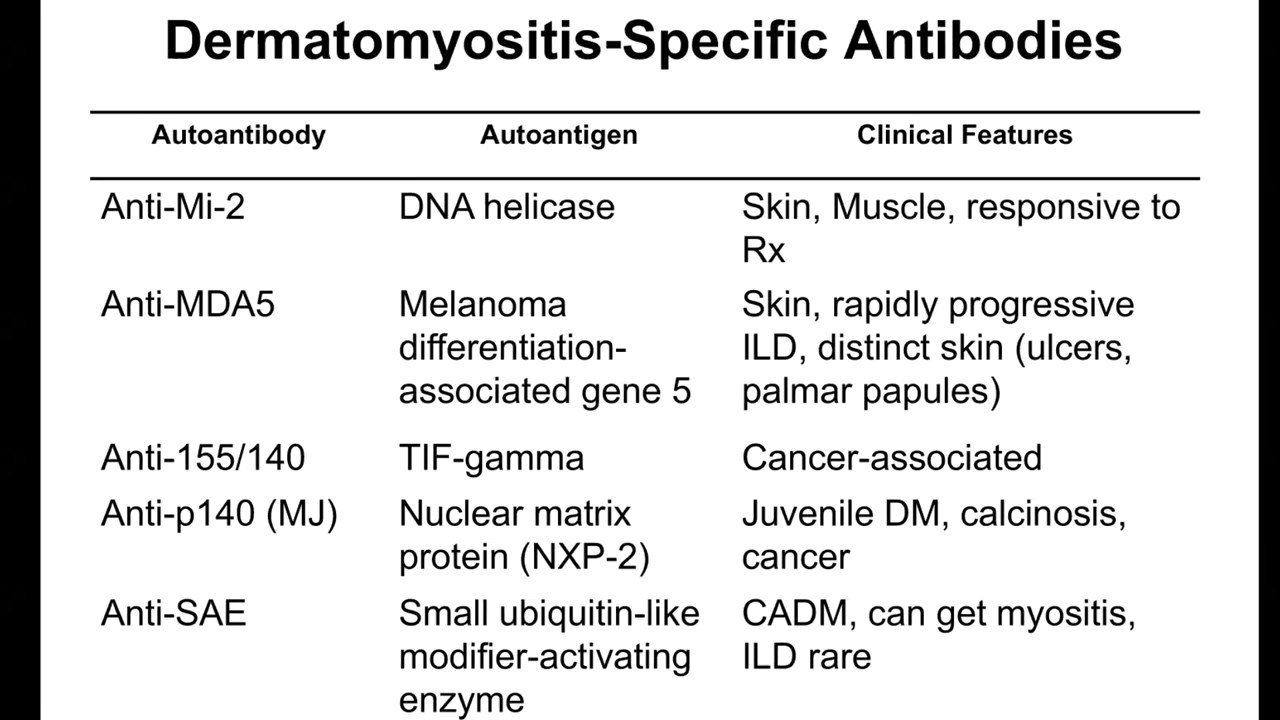 Dermatomyositis-Specific Antibodies
Autoantibody Autoantigen Clinical Features
Anti-Mi-2 DNA helicase Skin, Muscle, responsive to
Rx
Anti-MDA5 Melanoma Skin, rapidly progressive
differentiation- ILD, distinct skin (ulcers,
associated gene 5 palmar papules)
Anti-155/140 TIF-gamma Cancer-associated
Anti-p140 (MJ) Nuclear matrix Juvenile DM, calcinosis,
protein (NXP-2) cancer
Anti-SAE Small ubiquitin-like CADM, can get myositis,
modifier-activating ILD rare
enzyme